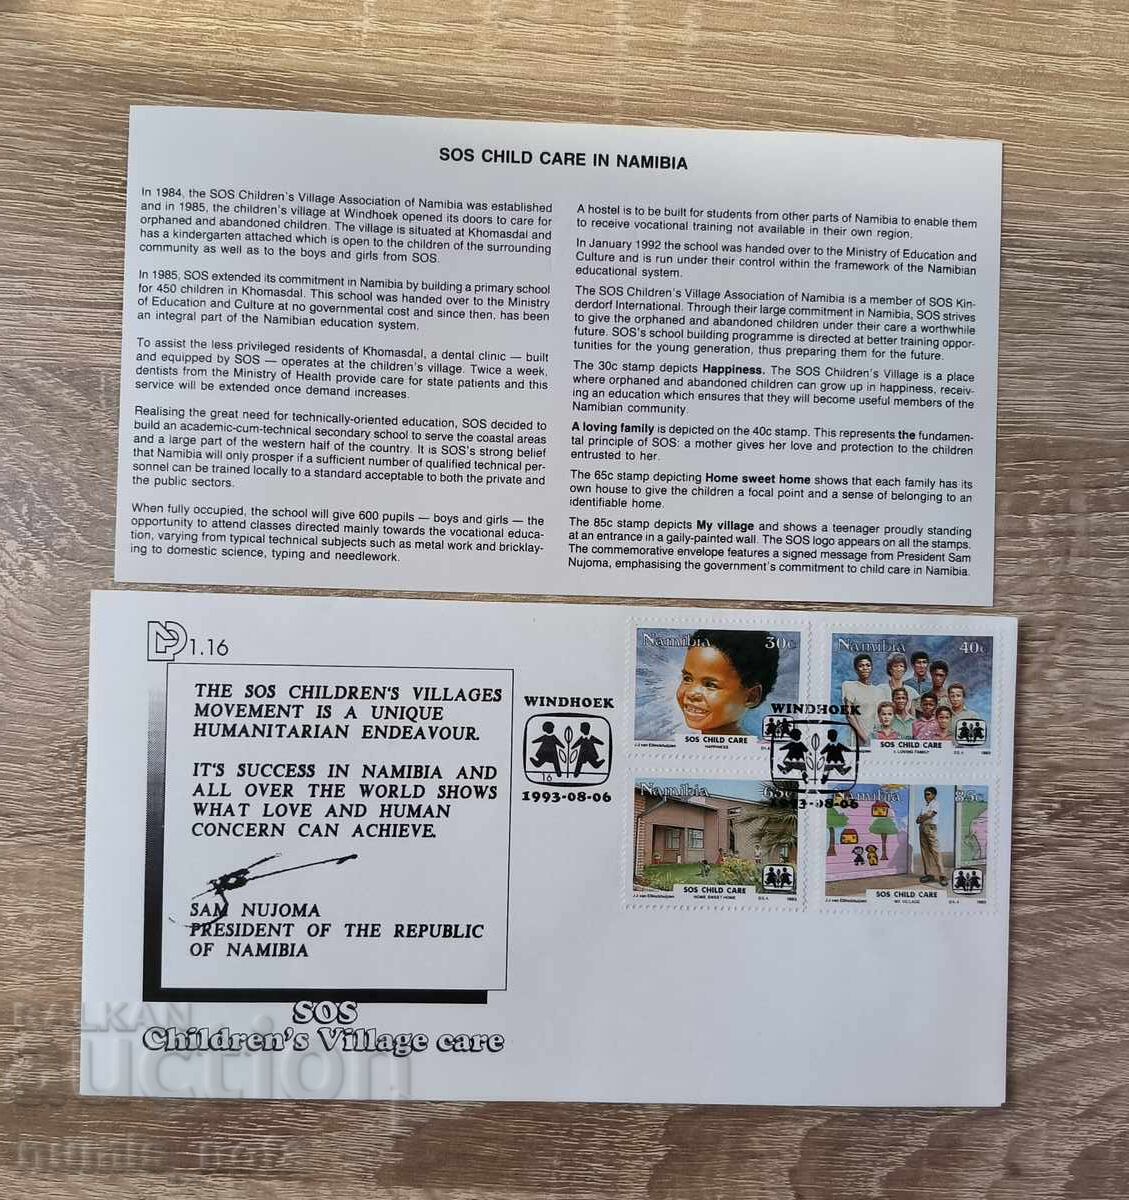 SOS CHILD CARE IN NAMIBIA
In 1984, the SOS Children's Village Association of Namibia was established
and in 1985, the children's village at Windhoek opened its doors to care for
orphaned and abandoned children. The village is situated at Khomasdal and
has a kindergarten attached which is open to the children of the surrounding
community as well as to the boys and girls from SOS.
In 1985, SOS extended its commitment in Namibia by building a primary school
for 450 children in Khomasdal. This school was handed over to the Ministry
of Education and Culture at no governmental cost and since then, has been
an integral part of the Namibian education system.
To assist the less privileged residents of Khomasdal, a dental clinic — built
and equipped by SOS — operates at the children's village. Twice a week,
dentists from the Ministry of Health provide care for state patients and this
service will be extended once demand increases.
Realising the great need for technically-oriented education, SOS decided to
build an academic-cum-technical secondary school to serve the coastal areas
and a large part of the western half of the country. It is SOS's strong belief
that Namibia will only prosper if a sufficient number of qualified technical per-
sonnel can be trained locally to a standard acceptable to both the private and
the public sectors.
When fully occupied, the school will give 600 pupils — boys and girls — the
opportunity to attend classes directed mainly towards the vocational educa-
tion, varying from typical technical subjects such as metal work and bricklay-
ing to domestic science, typing and needlework.
A hostel is to be built for students from other parts of Namibia to enable them
to receive vocational training not available in their own region.
In January 1992 the school was handed over to the Ministry of Education and
Culture and is run under their control within the framework of the Namibian
educational system.
The SOS Children's Village Association of Namibia is a member of SOS Kin-
derdorf International. Through their large commitment in Namibia, SOS strives
to give the orphaned and abandoned children under their care a worthwhile
future. SOS's school building programme is directed at better training oppor-
tunities for the young generation, thus preparing them for the future.
The 30c stamp depicts Happiness. The SOS Children's Village is a place
where orphaned and abandoned children can grow up in happiness, receiv-
ing an education which ensures that they will become useful members of the
Namibian community.
A loving family is depicted on the 40c stamp. This represents the fundamen-
tal principle of SOS: a mother gives her love and protection to the children
entrusted to her.
The 65c stamp depicting Home sweet home shows that each family has its
own house to give the children a focal point and a sense of belonging to an
identifiable home.
The 85c stamp depicts My village and shows a teenager proudly standing
at an entrance in a gaily-painted wall. The SOS logo appears on all the stamps.
The commemorative envelope features a signed message from President Sam
Nujoma, emphasising the government's commitment to child care in Namibia.
1.16
THE SOS CHILDREN'S VILLAGES
MOVEMENT IS A UNIQUE
HUMANITARIAN ENDEAVOUR.
IT'S SUCCESS IN NAMIBIA AND
ALL OVER THE WORLD SHOWS
WHAT LOVE AND HUMAN
CONCERN CAN ACHIEVE.
SAM NUJOMA
PRESIDENT OF THE REPUBLIC
OF NAMIBIA
SOS
Children's Village care
WINDHOEK
16
1993-08-06
Namibia 30c
SOS CHILD CARE
HAPPINESS
Namibia 40c
SOS CHILD CARE
A LOVING FAMILY
1993
WINDHOEK
1993-08-06
Namibia 65c
SOS CHILD CARE
HOME SWEET HOME
1993
Namibia 85c
SOS CHILD CARE
MY VILLAGE
1993
BALKAN
auction